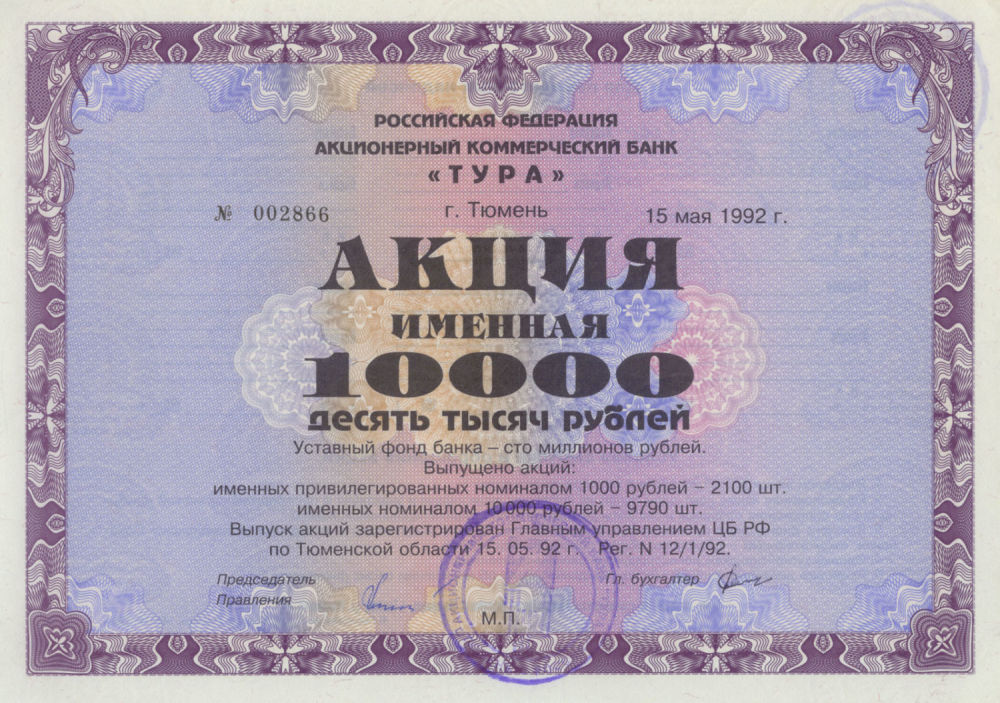 РОССИЙСКАЯ ФЕДЕРАЦИЯ
АКЦИОНЕРНЫЙ КОММЕРЧЕСКИЙ БАНК
«ТУРА»
№ 002866 г. Тюмень 15 мая 1992 г.
АКЦИЯ
ИМЕННАЯ
10000
десять тысяч рублей
Уставный фонд банка – сто миллионов рублей.
Выпущено акций:
именных привилегированных номиналом 1000 рублей – 2100 шт.
именных номиналом 10 000 рублей – 9790 шт.
Выпуск акций зарегистрирован Главным управлением ЦБ РФ
по Тюменской области 15. 05. 92 г. Рег. N 12/1/92.
Председатель Гл. бухгалтер
Правления
М.П.